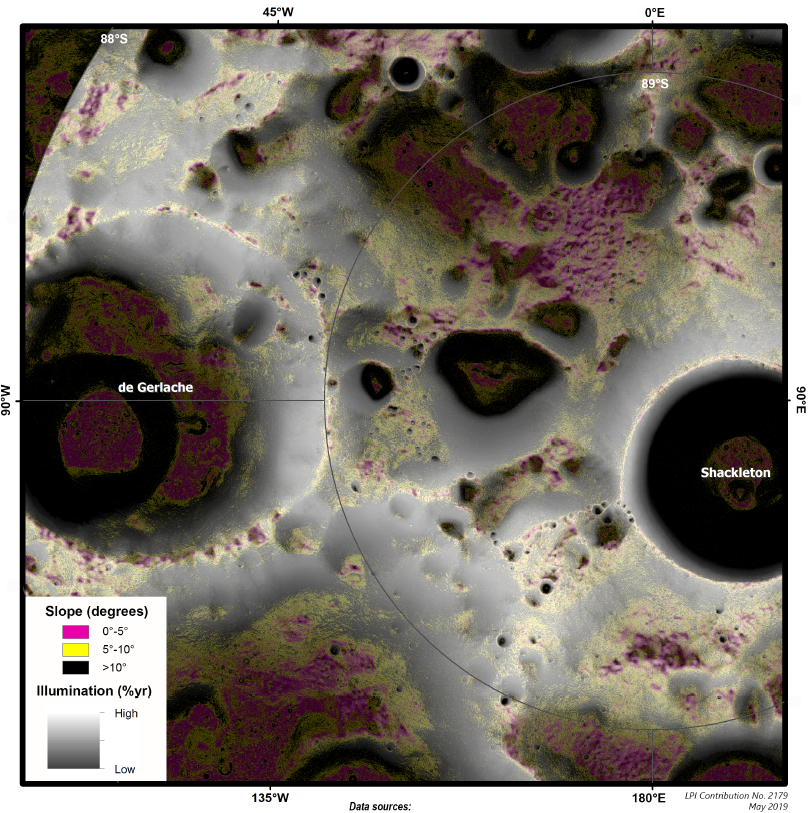 45°W
0°E
88°S
89°S
90°W
90°E
de Gerlache
Shackleton
Slope (degrees)
0°-5°
5°-10°
>10°
Illumination (%yr)
High
Low
135°W
180°E
LPI Contribution No. 2179
May 2019
Data sources: